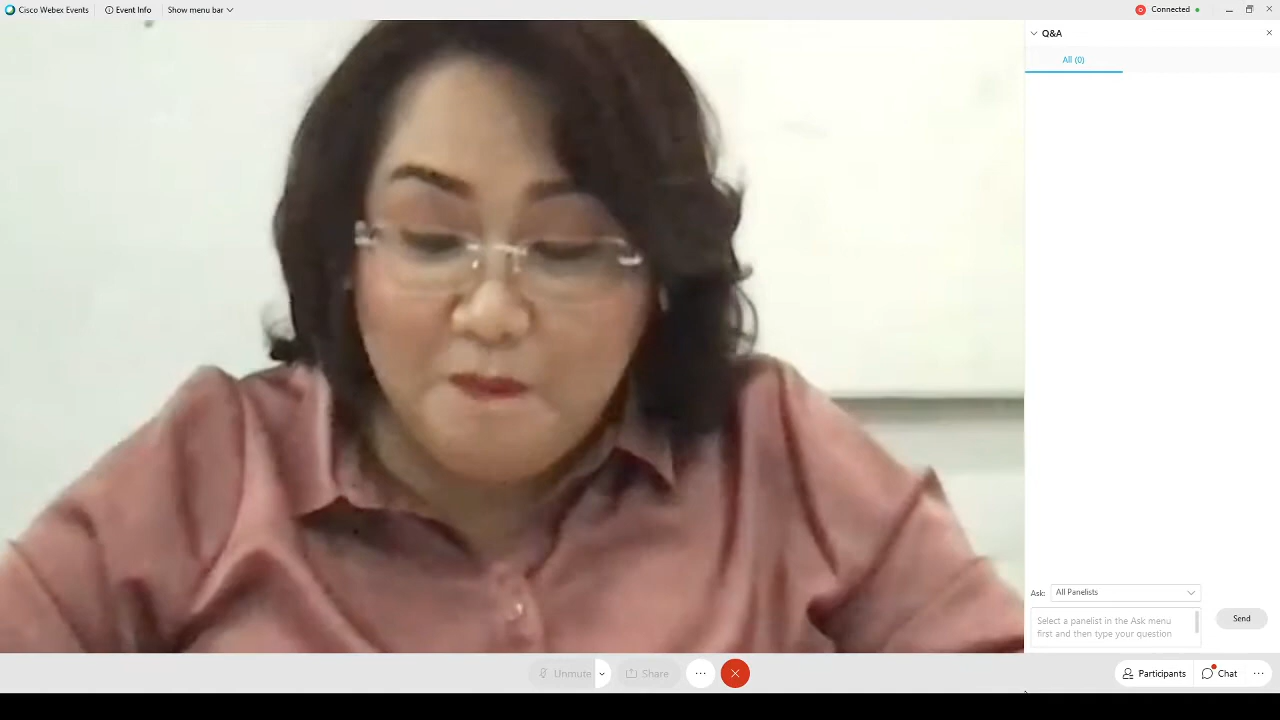 Cisco Webex Events
Event Info
Show menu bar
Connected
Q&A
All (0)
Ask:
All Panelists
Select a panelist in the Ask menu
first and then type your question
Send
Unmute
Share
Participants
Chat